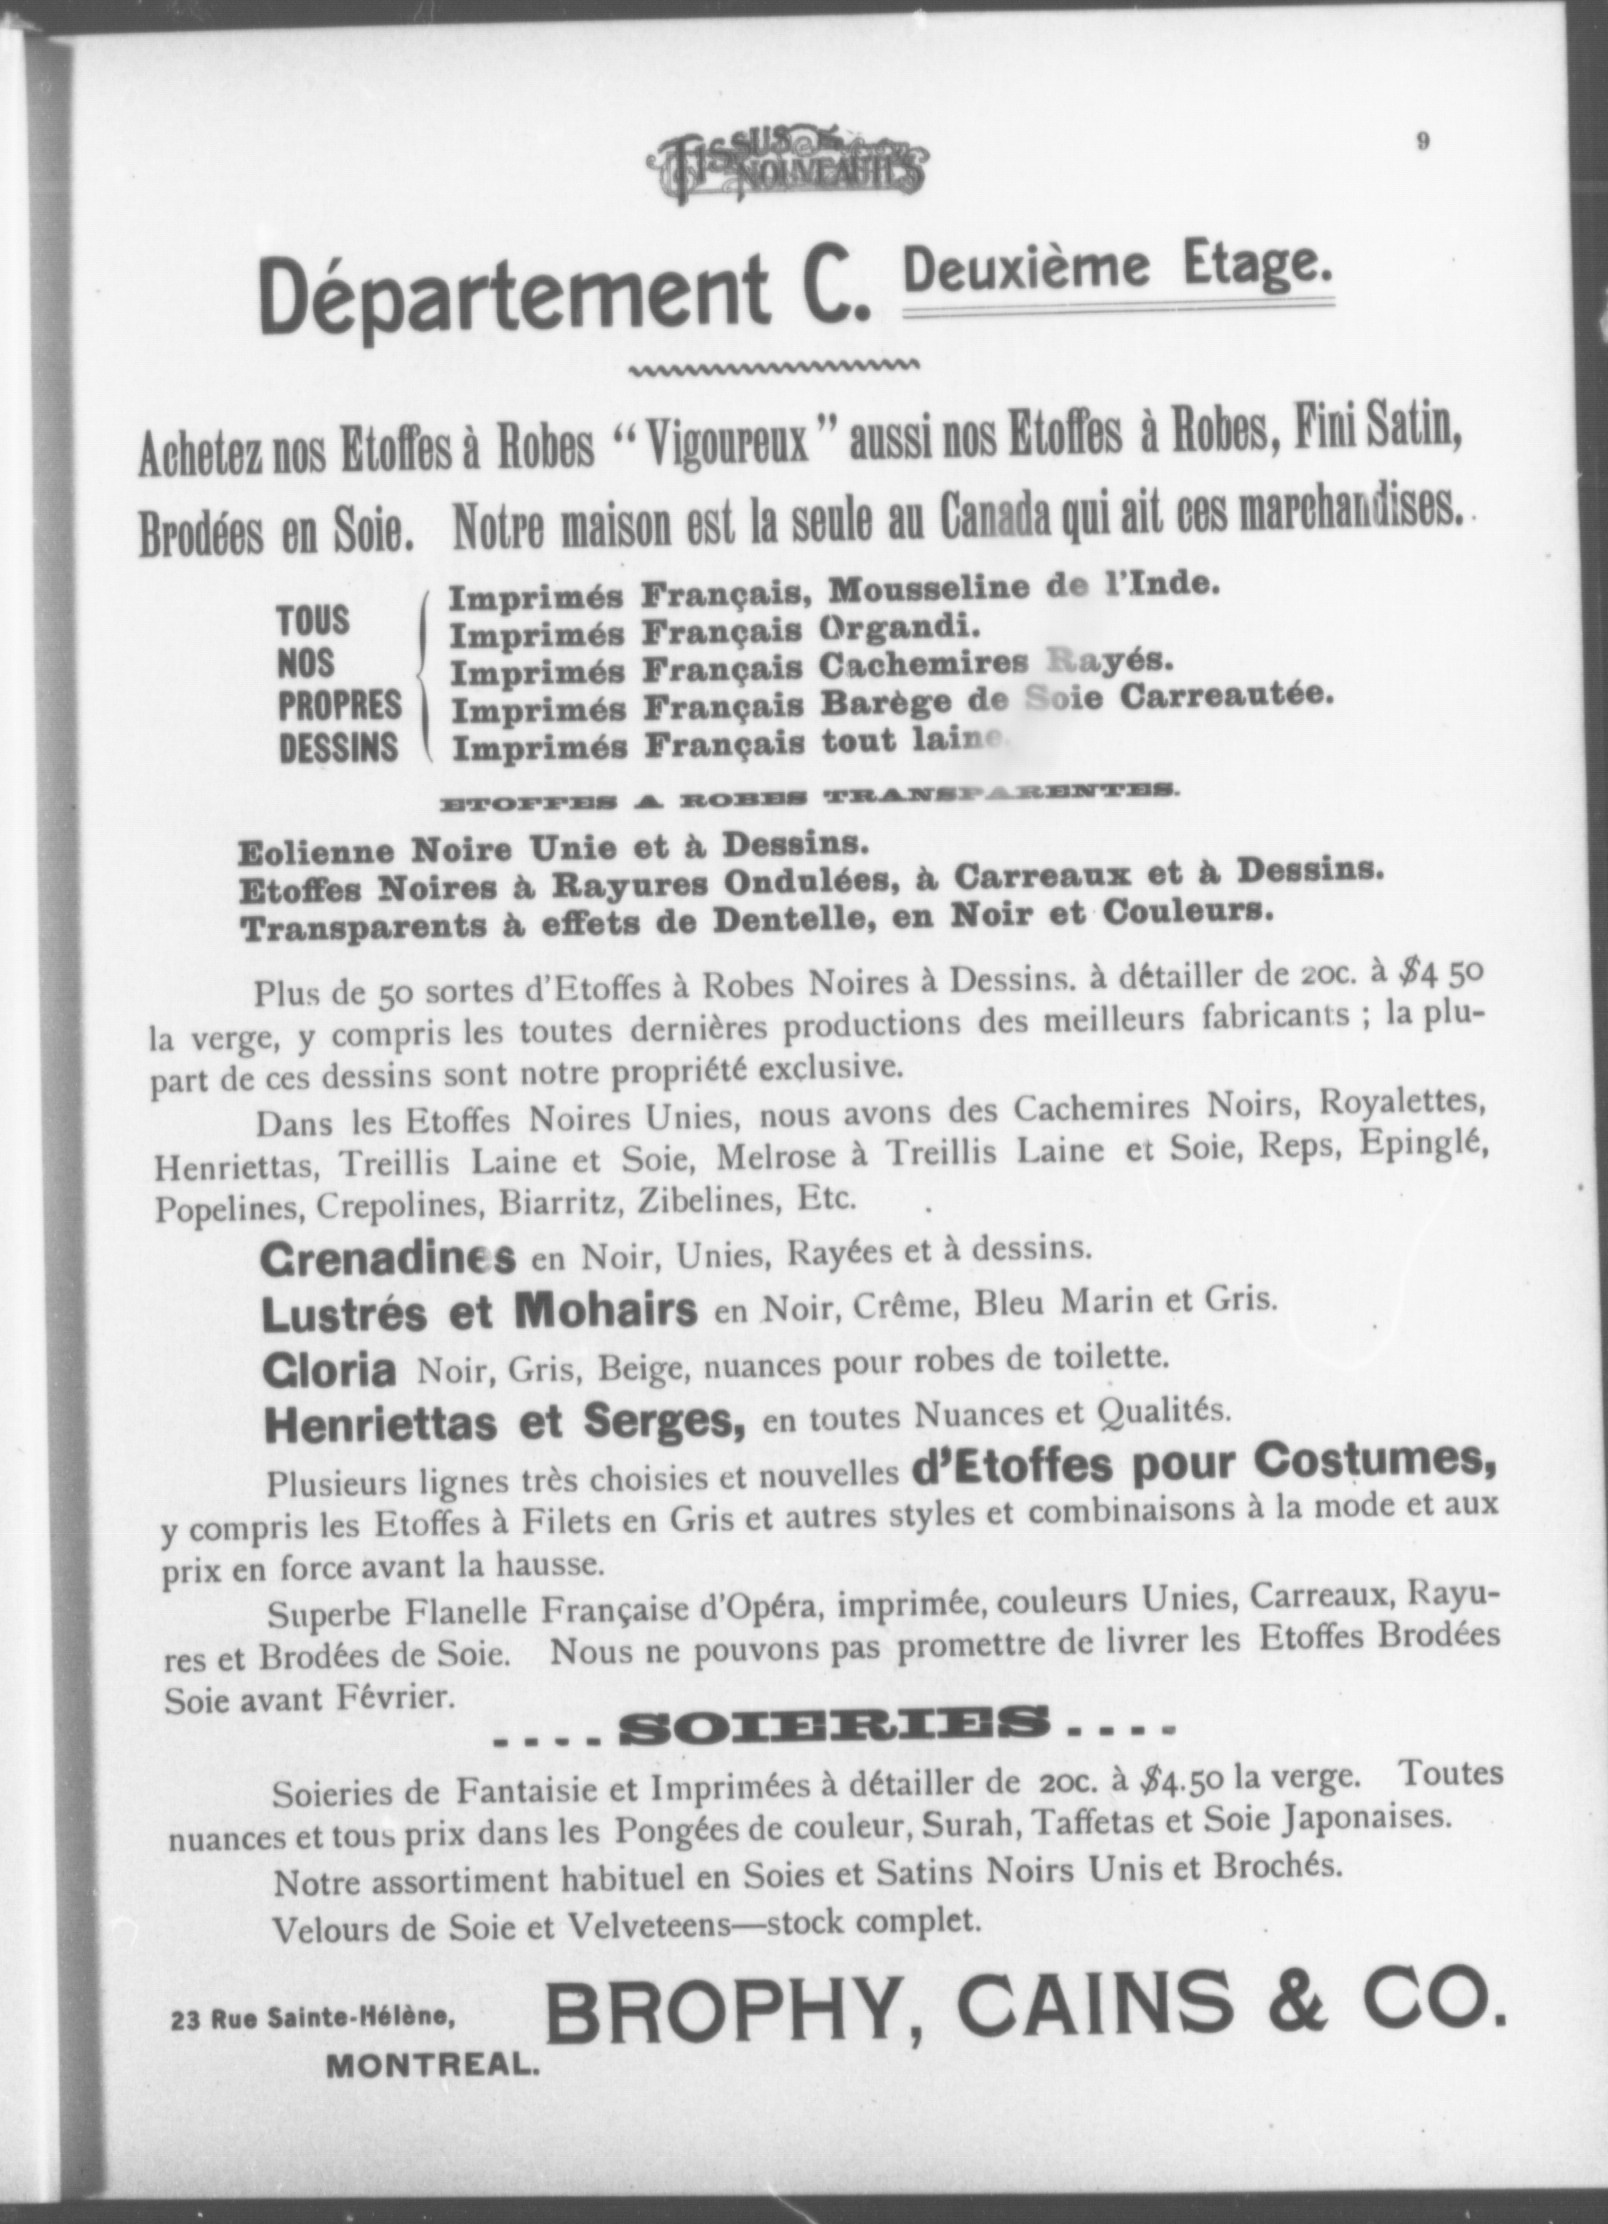 TISSUS & NOUVEAUTES
9
Département C. Deuxième Etage.
Achetez nos Etoffes à Robes “Vigoureux” aussi nos Etoffes à Robes, Fini Satin,
Brodées en Soie. Notre maison est la seule au Canada qui ait ces marchandises.
TOUS
NOS
PROPRES
DESSINS
Imprimés Français, Mousseline de l'Inde.
Imprimés Français Organdi.
Imprimés Français Cachemires Rayés.
Imprimés Français Barège de Soie Carreautée.
Imprimés Français tout laine.
ETOFFES A ROBES TRANSPARENTES.
Eolienne Noire Unie et à Dessins.
Etoffes Noires à Rayures Ondulées, à Carreaux et à Dessins.
Transparents à effets de Dentelle, en Noir et Couleurs.
Plus de 50 sortes d'Etoffes à Robes Noires à Dessins. à détailler de 20c. à $4 50
la verge, y compris les toutes dernières productions des meilleurs fabricants ; la plu-
part de ces dessins sont notre propriété exclusive.
Dans les Etoffes Noires Unies, nous avons des Cachemires Noirs, Royalettes,
Henriettas, Treillis Laine et Soie, Melrose à Treillis Laine et Soie, Reps, Epinglé,
Popelines, Crepolines, Biarritz, Zibelines, Etc.
Grenadines en Noir, Unies, Rayées et à dessins.
Lustrés et Mohairs en Noir, Crême, Bleu Marin et Gris.
Gloria Noir, Gris, Beige, nuances pour robes de toilette.
Henriettas et Serges, en toutes Nuances et Qualités.
Plusieurs lignes très choisies et nouvelles d'Etoffes pour Costumes,
y compris les Etoffes à Filets en Gris et autres styles et combinaisons à la mode et aux
prix en force avant la hausse.
Superbe Flanelle Française d'Opéra, imprimée, couleurs Unies, Carreaux, Rayu-
res et Brodées de Soie. Nous ne pouvons pas promettre de livrer les Etoffes Brodées
Soie avant Février.
....SOIERIES....
Soieries de Fantaisie et Imprimées à détailler de 20c. à $4.50 la verge. Toutes
nuances et tous prix dans les Pongées de couleur, Surah, Taffetas et Soie Japonaises.
Notre assortiment habituel en Soies et Satins Noirs Unis et Brochés.
Velours de Soie et Velveteens—stock complet.
23 Rue Sainte-Hélène,
MONTREAL.
BROPHY, CAINS & CO.